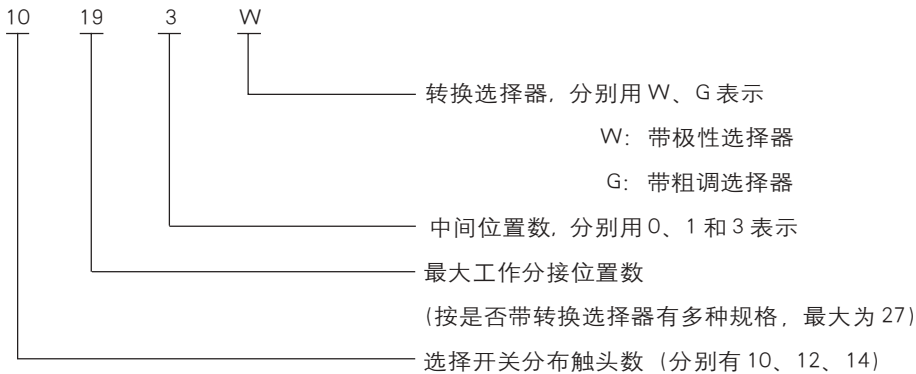 10 19 3 W
转换选择器, 分别用 W、G 表示
W: 带极性选择器
G: 带粗调选择器
中间位置数, 分别用 0、1 和 3 表示
最大工作分接位置数
(按是否带转换选择器有多种规格, 最大为 27)
选择开关分布触头数 (分别有 10、12、14)